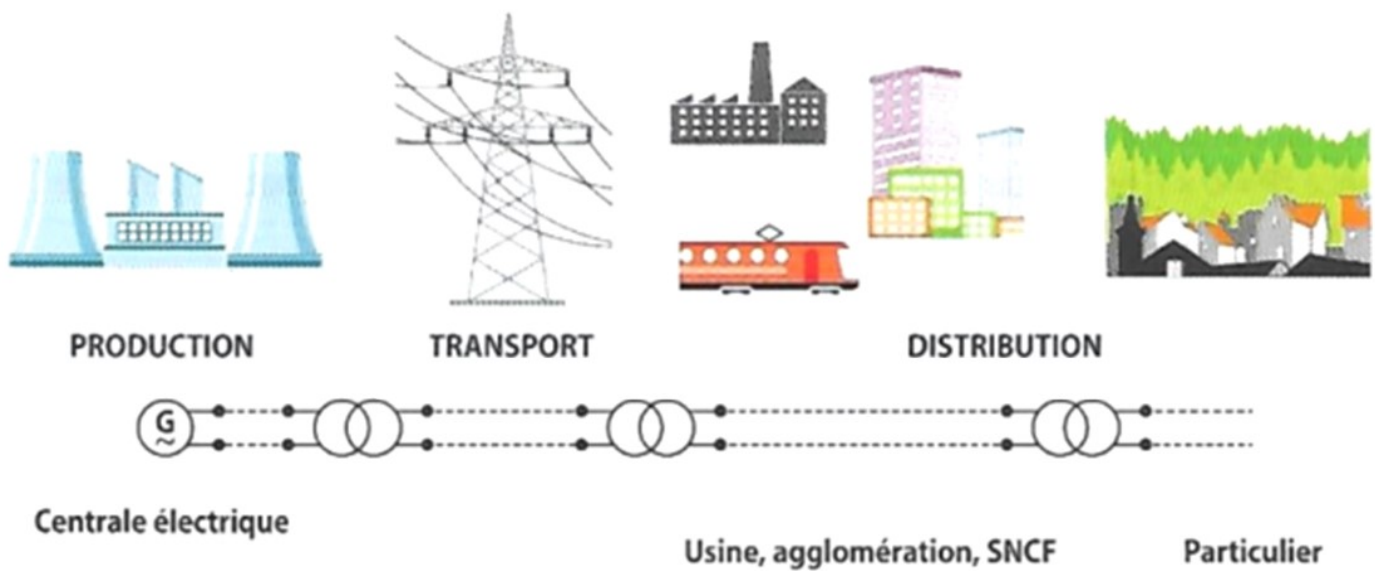 PRODUCTION
TRANSPORT
DISTRIBUTION
G
~
Centrale électrique
Usine, agglomération, SNCF
Particulier